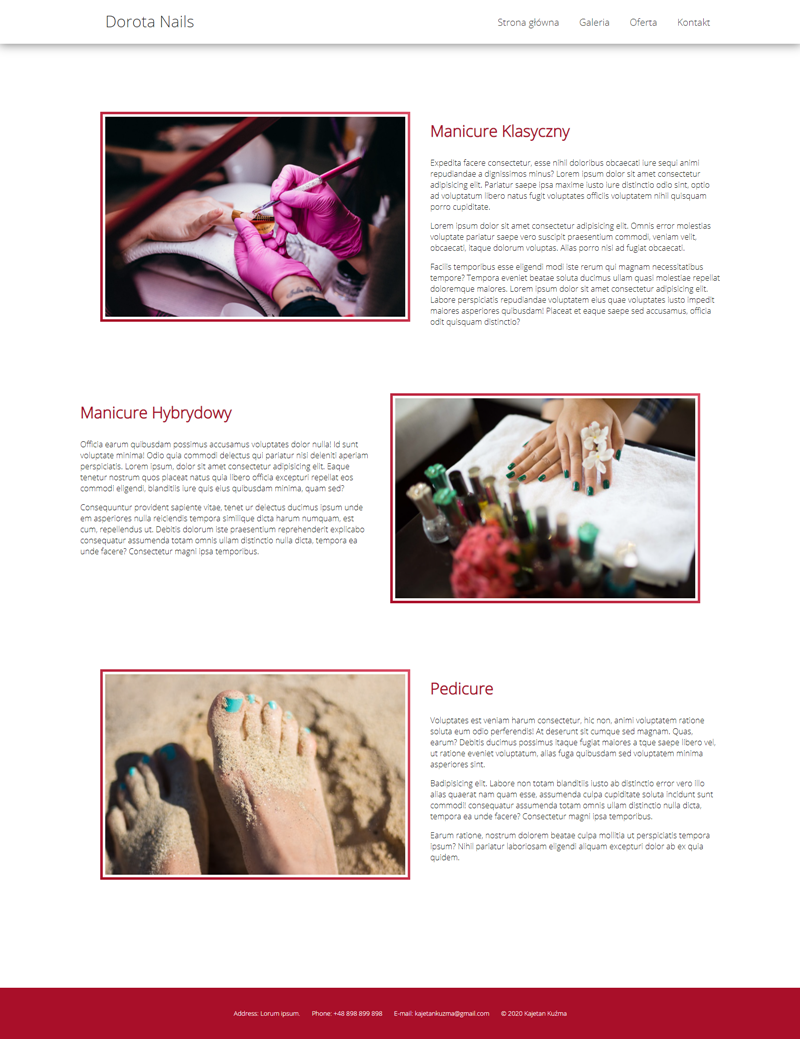 Dorota Nails
Strona główna Galeria Oferta Kontakt
Manicure Klasyczny
Expedita facere consectetur, esse nihil doloribus obcaecati iure sequi animi
repudiandae a dignissimos minus? Lorem ipsum dolor sit amet consectetur
adipisicing elit. Pariatur saepe ipsa maxime iusto iure distinctio odio sint, optio
ad voluptatum libero natus fugit voluptates officiis voluptatem nihil quisquam
porro cupiditate.
Lorem ipsum dolor sit amet consectetur adipisicing elit. Omnis error molestias
voluptate pariatur saepe vero suscipit praesentium commodi, veniam velit,
obcaecati, itaque dolorum voluptas. Alias porro nisi ad fugiat obcaecati.
Facilis temporibus esse eligendi modi iste rerum qui magnam necessitatibus
tempore? Tempora eveniet beatae soluta ducimus ullam quasi molestiae repellat
doloremque maiores. Lorem ipsum dolor sit amet consectetur adipisicing elit.
Labore perspiciatis repudiandae voluptatem eius quae voluptates iusto impedit
maiores asperiores quibusdam! Placeat et eaque saepe sed accusamus, officia
odit quisquam distinctio?
Manicure Hybrydowy
Officia earum quibusdam possimus accusamus voluptates dolor nulla! Id sunt
voluptate minima! Odio quia commodi delectus qui pariatur nisi deleniti aperiam
perspiciatis. Lorem ipsum, dolor sit amet consectetur adipisicing elit. Eaque
tenetur nostrum quos placeat natus quia libero officia excepturi repellat eos
commodi eligendi, blanditiis iure quis eius quibusdam minima, quam sed?
Consequuntur provident sapiente vitae, tenet ur delectus ducimus ipsum unde
em asperiores nulla reiciendis tempora similique dicta harum numquam, est
cum, repellendus ut. Debitis dolorum iste praesentium reprehenderit explicabo
consequatur assumenda totam omnis ullam distinctio nulla dicta, tempora ea
unde facere? Consectetur magni ipsa temporibus.
Pedicure
Voluptates est veniam harum consectetur, hic non, animi voluptatem ratione
soluta eum odio perferendis! At deserunt sit cumque sed magnam. Quas,
earum? Debitis ducimus possimus itaque fugiat maiores a tque saepe libero vel,
ut ratione eveniet voluptatum, alias fuga quibusdam sed voluptatem minima
asperiores sint.
Badipisicing elit. Labore non totam blanditiis iusto ab distinctio error vero illo
alias quaerat nam quam esse, assumenda culpa cupiditate soluta incidunt sunt
commodi! consequatur assumenda totam omnis ullam distinctio nulla dicta,
tempora ea unde facere? Consectetur magni ipsa temporibus.
Earum ratione, nostrum dolorem beatae culpa mollitia ut perspiciatis tempora
ipsum? Nihil pariatur laboriosam eligendi aliquam excepturi dolor ab ex quia
quidem.
Address: Lorum ipsum. Phone: +48 898 899 898 E-mail: kajetankuzma@gmail.com © 2020 Kajetan Kuźma